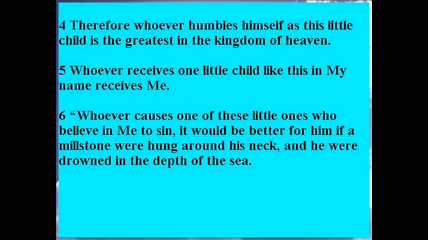 4 Therefore whoever humbles himself as this little
child is the greatest in the kingdom of heaven.
5 Whoever receives one little child like this in My
name receives Me.
6 “Whoever causes one of these little ones who
believe in Me to sin, it would be better for him if a
millstone were hung around his neck, and he were
drowned in the depth of the sea.